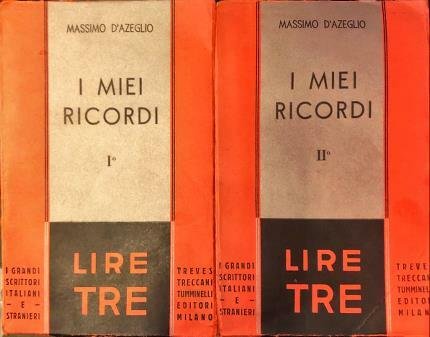 MASSIMO D'AZEGLIO
I MIEI
RICORDI
I°
LIRE
TRE
I GRANDI
SCRITTORI
ITALIANI
- E -
STRANIERI
TREVES
TRECCANI
TUMMINELLI
EDITORI
MILANO
MASSIMO D'AZEGLIO
I MIEI
RICORDI
II°
LIRE
TRE
I GRANDI
SCRITTORI
ITALIANI
- E -
STRANIERI
TREVES
TRECCANI
TUMMINELLI
EDITORI
MILANO